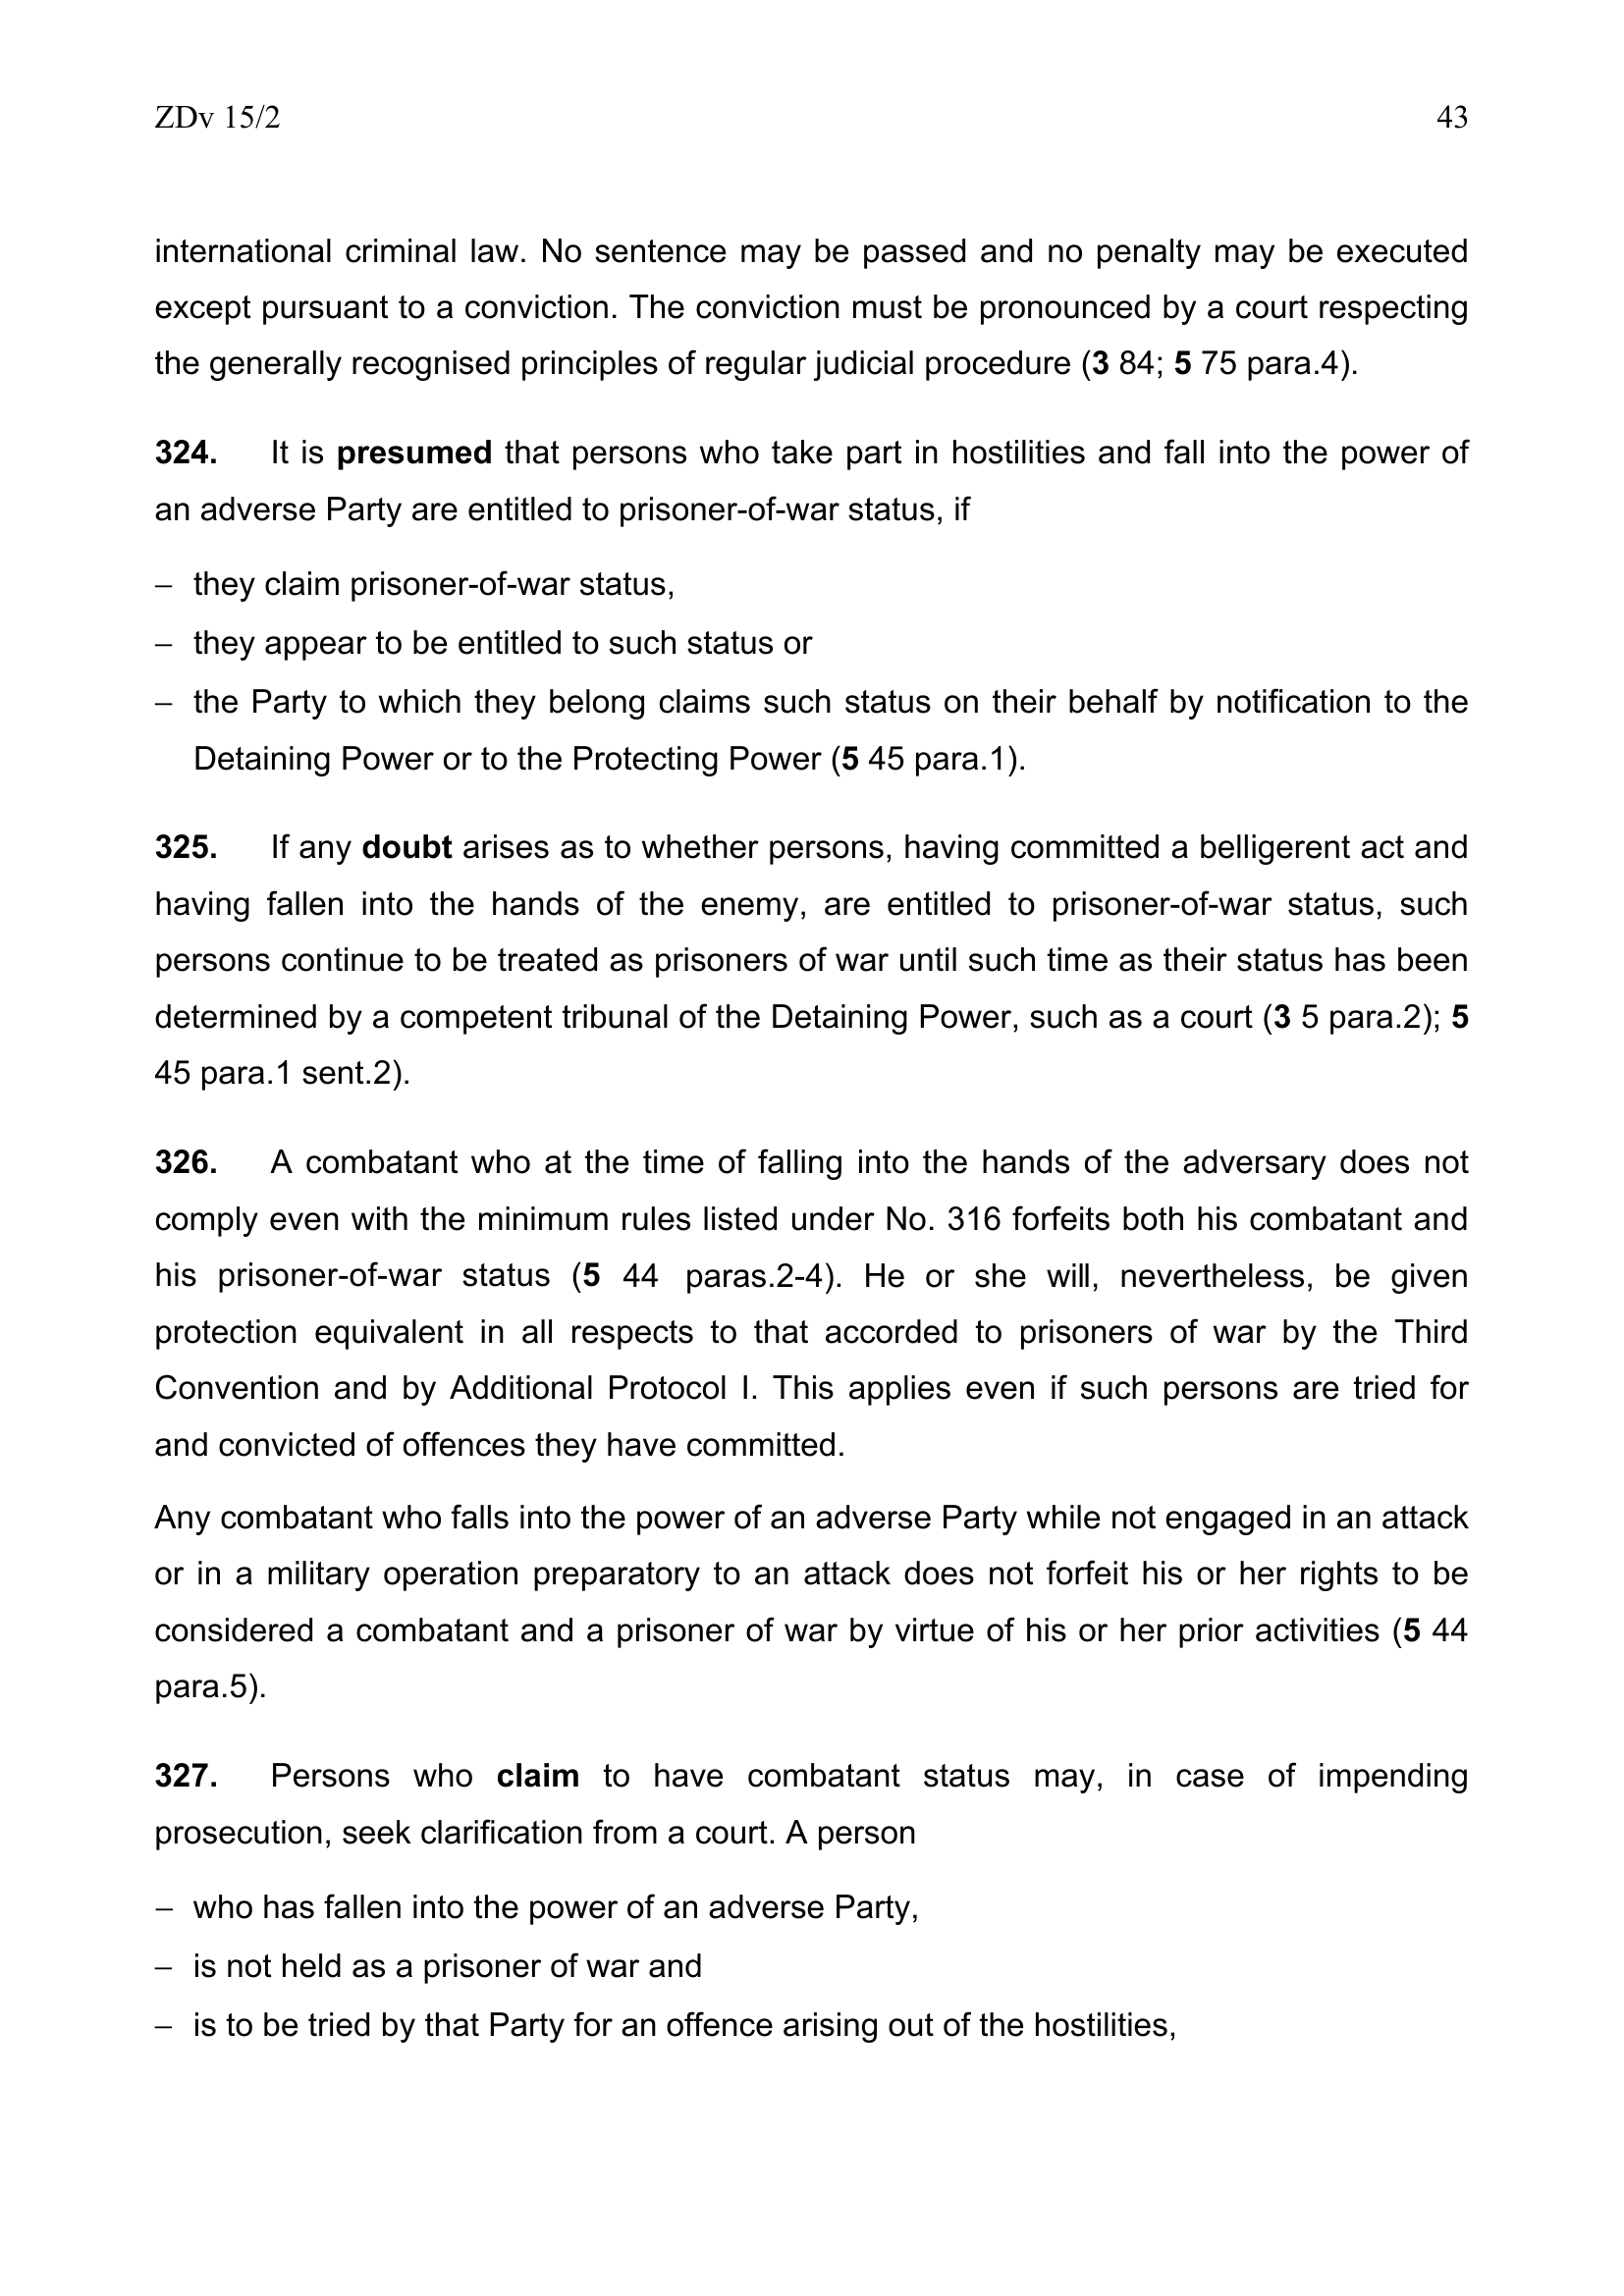 ZDv 15/2 43
international criminal law. No sentence may be passed and no penalty may be executed
except pursuant to a conviction. The conviction must be pronounced by a court respecting
the generally recognised principles of regular judicial procedure (3 84; 5 75 para.4).
324. It is presumed that persons who take part in hostilities and fall into the power of
an adverse Party are entitled to prisoner-of-war status, if
– they claim prisoner-of-war status,
– they appear to be entitled to such status or
– the Party to which they belong claims such status on their behalf by notification to the
Detaining Power or to the Protecting Power (5 45 para.1).
325. If any doubt arises as to whether persons, having committed a belligerent act and
having fallen into the hands of the enemy, are entitled to prisoner-of-war status, such
persons continue to be treated as prisoners of war until such time as their status has been
determined by a competent tribunal of the Detaining Power, such as a court (3 5 para.2); 5
45 para.1 sent.2).
326. A combatant who at the time of falling into the hands of the adversary does not
comply even with the minimum rules listed under No. 316 forfeits both his combatant and
his prisoner-of-war status (5 44 paras.2-4). He or she will, nevertheless, be given
protection equivalent in all respects to that accorded to prisoners of war by the Third
Convention and by Additional Protocol I. This applies even if such persons are tried for
and convicted of offences they have committed.
Any combatant who falls into the power of an adverse Party while not engaged in an attack
or in a military operation preparatory to an attack does not forfeit his or her rights to be
considered a combatant and a prisoner of war by virtue of his or her prior activities (5 44
para.5).
327. Persons who claim to have combatant status may, in case of impending
prosecution, seek clarification from a court. A person
– who has fallen into the power of an adverse Party,
– is not held as a prisoner of war and
– is to be tried by that Party for an offence arising out of the hostilities,